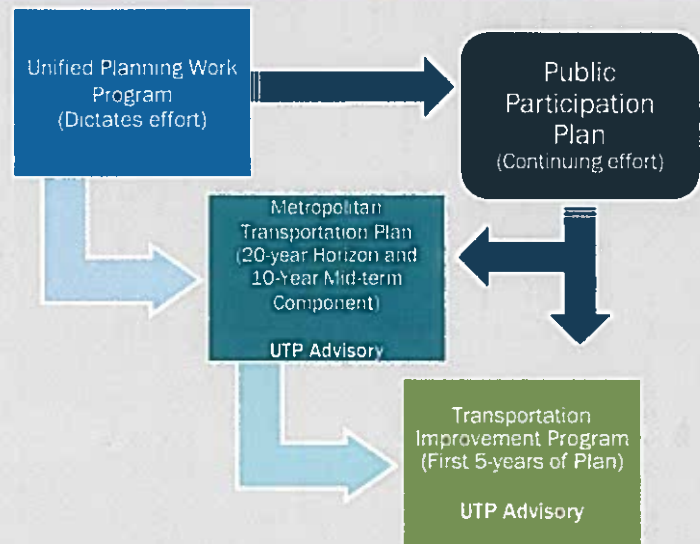 Unified Planning Work
Program
(Dictates effort)
Public
Participation
Plan
(Continuing effort)
Metropolitan
Transportation Plan
(20-year Horizon and
10-Year Mid-term
Component)
UTP Advisory
Transportation
Improvement Program
(First 5-years of Plan)
UTP Advisory